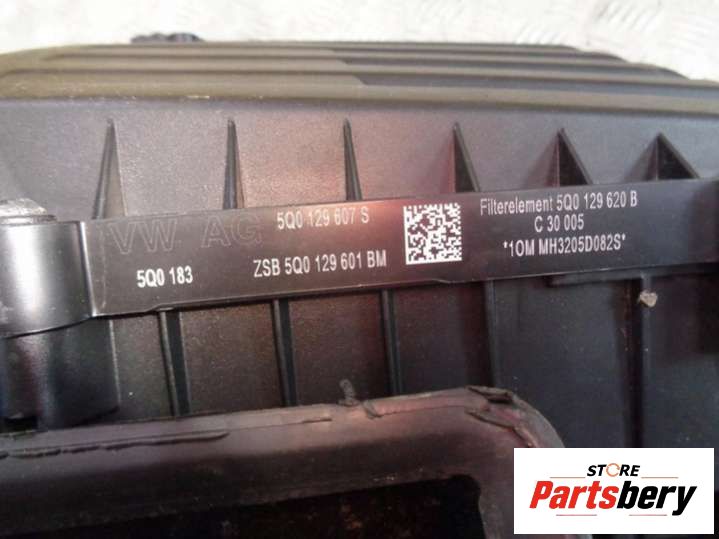 VW AG
5Q0 183
5Q0 129 607 S
ZSB 5Q0 129 601 BM
Filterelement 5Q0 129 620 B
C 30 005
*1OM MH3205D082S*
STORE
Partsbery